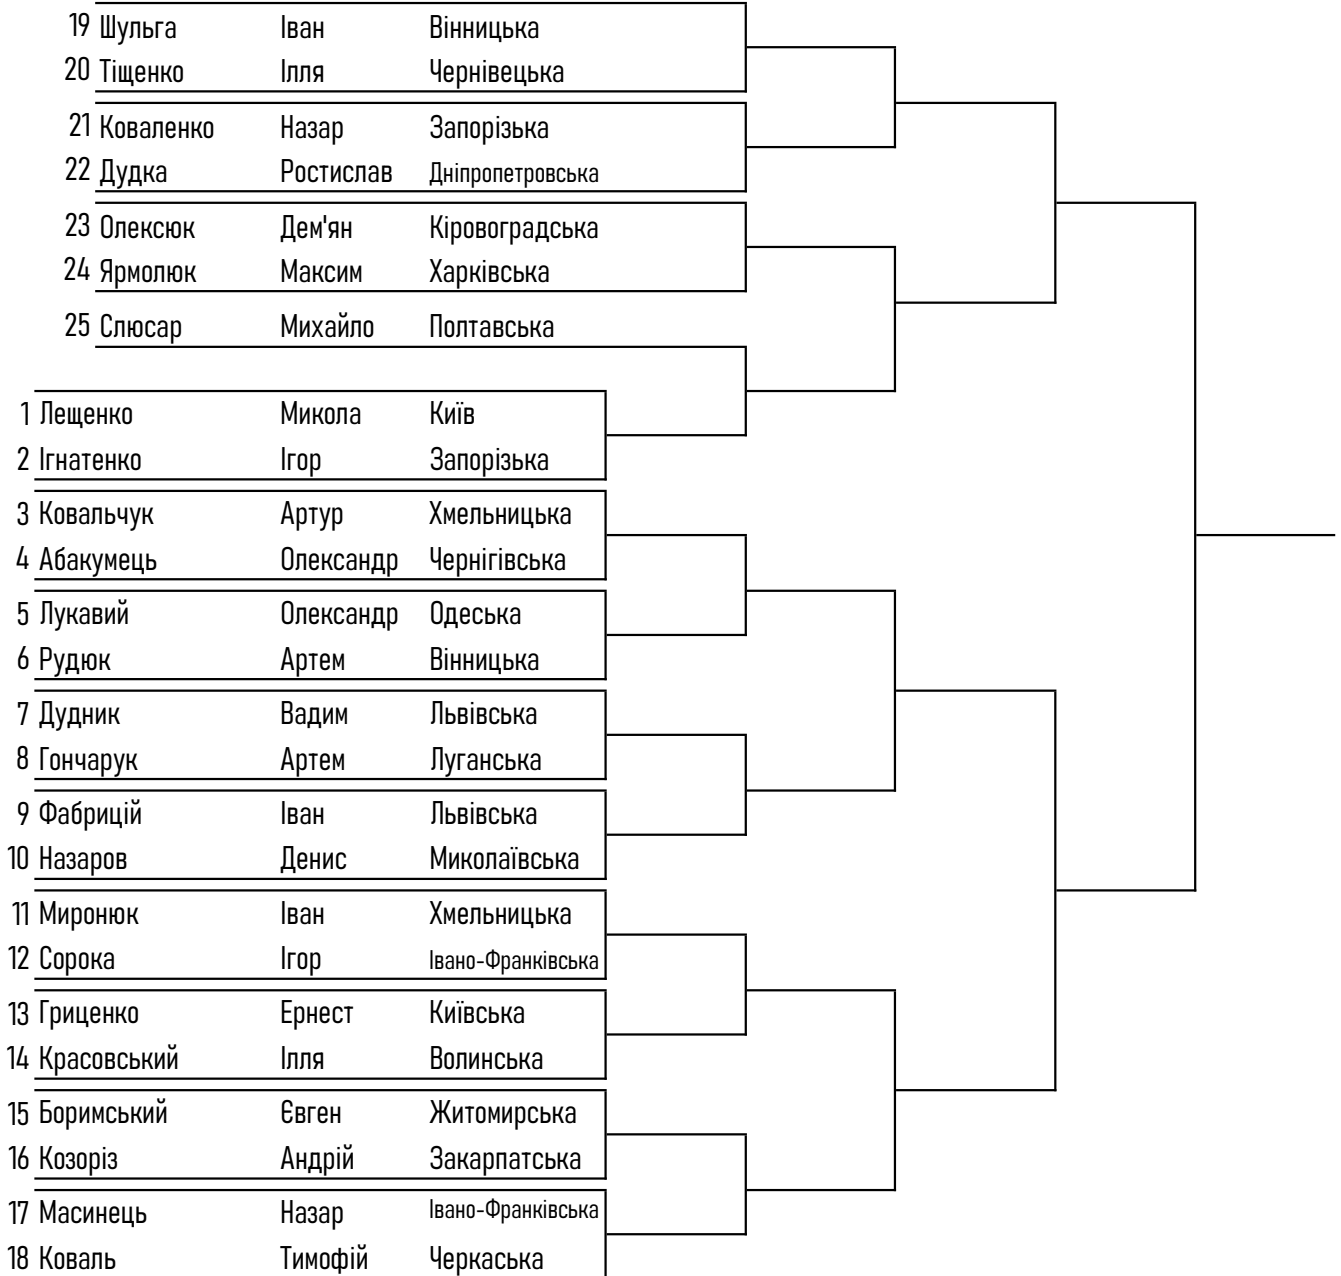 19 Шульга Іван Вінницька
20 Тіщенко Ілля Чернівецька
21 Коваленко Назар Запорізька
22 Дудка Ростислав Дніпропетровська
23 Олексюк Дем'ян Кіровоградська
24 Ярмолюк Максим Харківська
25 Слюсар Михайло Полтавська
1 Лещенко Микола Київ
2 Ігнатенко Ігор Запорізька
3 Ковальчук Артур Хмельницька
4 Абакумець Олександр Чернігівська
5 Лукавий Олександр Одеська
6 Рудюк Артем Вінницька
7 Дудник Вадим Львівська
8 Гончарук Артем Луганська
9 Фабрицій Іван Львівська
10 Назаров Денис Миколаївська
11 Миронюк Іван Хмельницька
12 Сорока Ігор Івано-Франківська
13 Гриценко Ернест Київська
14 Красовський Ілля Волинська
15 Боримський Євген Житомирська
16 Козоріз Андрій Закарпатська
17 Масинець Назар Івано-Франківська
18 Коваль Тимофій Черкаська